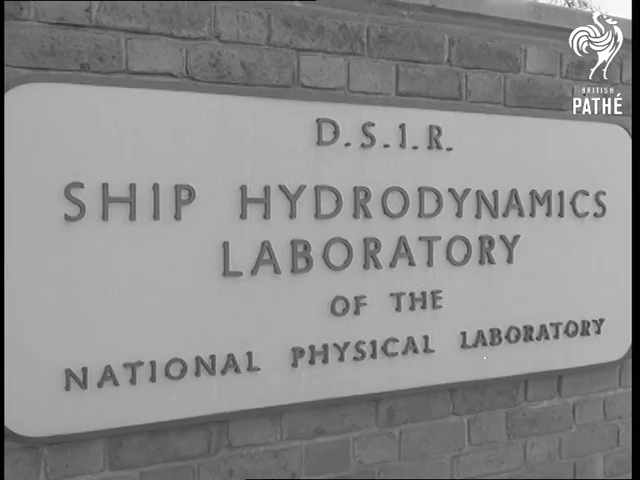 BRITISH
PATHÉ
D.S.I.R.
SHIP HYDRODYNAMICS
LABORATORY
OF THE
NATIONAL PHYSICAL LABORATORY